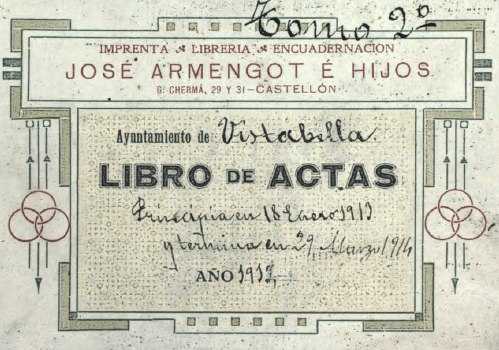 Tomo 2º
IMPRENTA LIBRERIA ENCUADERNACION
JOSÉ ARMENGOT É HIJOS
G. CHERMÁ, 29 Y 31-CASTELLÓN
Ayuntamiento de Vistabella
LIBRO DE ACTAS
Principia en 18 Enero 1913
y termina en 29, Marzo 1914
AÑO 1913,